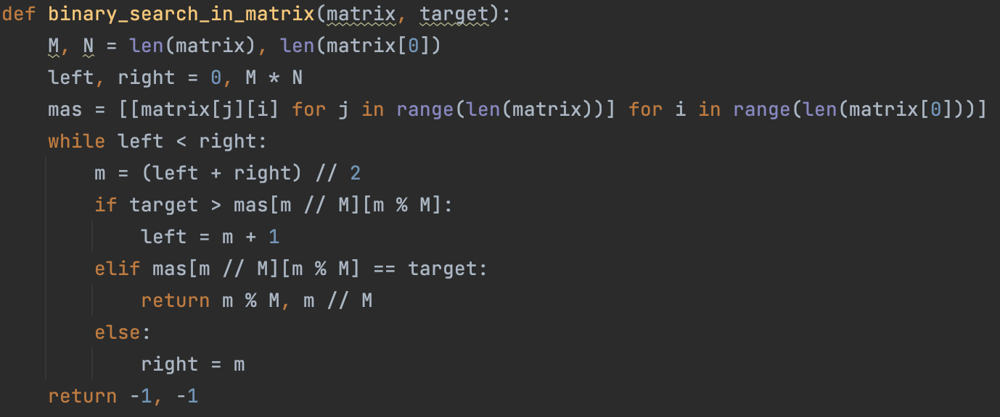 def binary_search_in_matrix(matrix, target):
    M, N = len(matrix), len(matrix[0])
    left, right = 0, M * N
    mas = [[matrix[j][i] for j in range(len(matrix))] for i in range(len(matrix[0]))]
    while left < right:
        m = (left + right) // 2
        if target > mas[m // M][m % M]:
            left = m + 1
        elif mas[m // M][m % M] == target:
            return m % M, m // M
        else:
            right = m
    return -1, -1